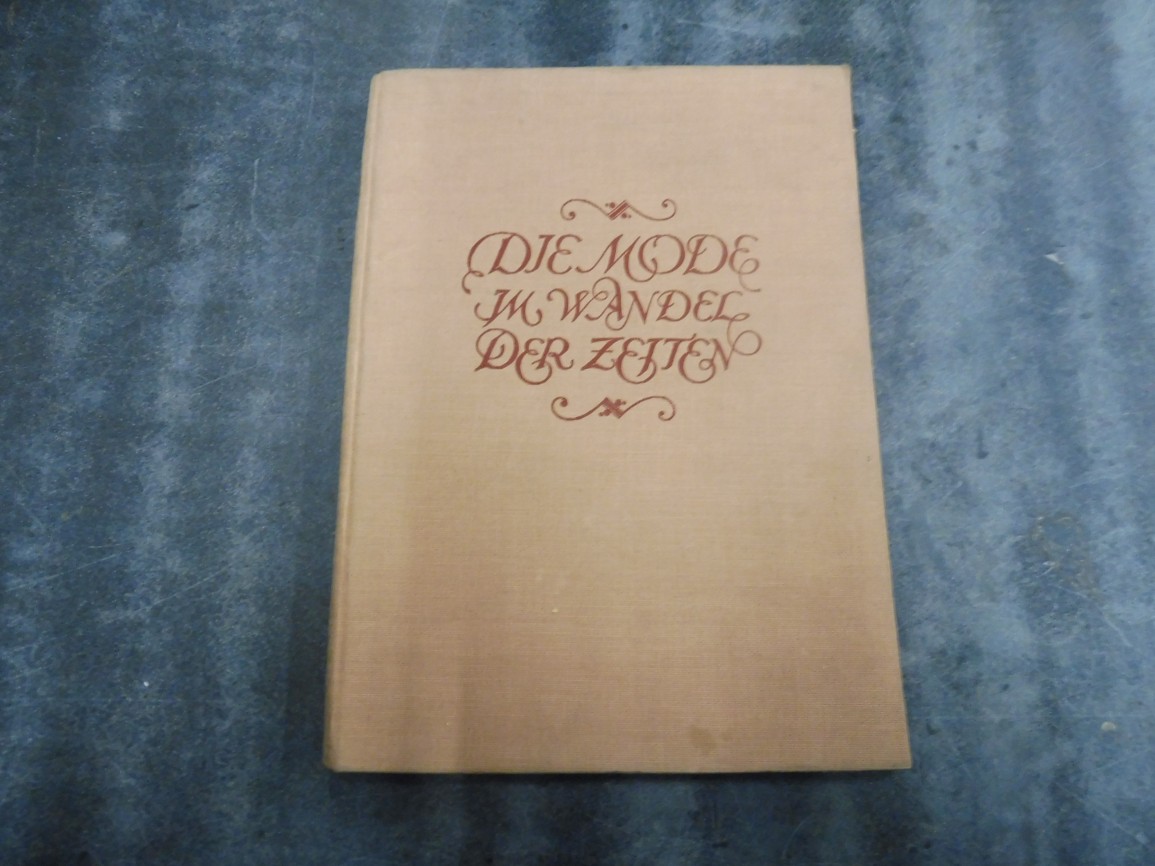 DIE MODE
IM WANDEL
DER ZEITEN